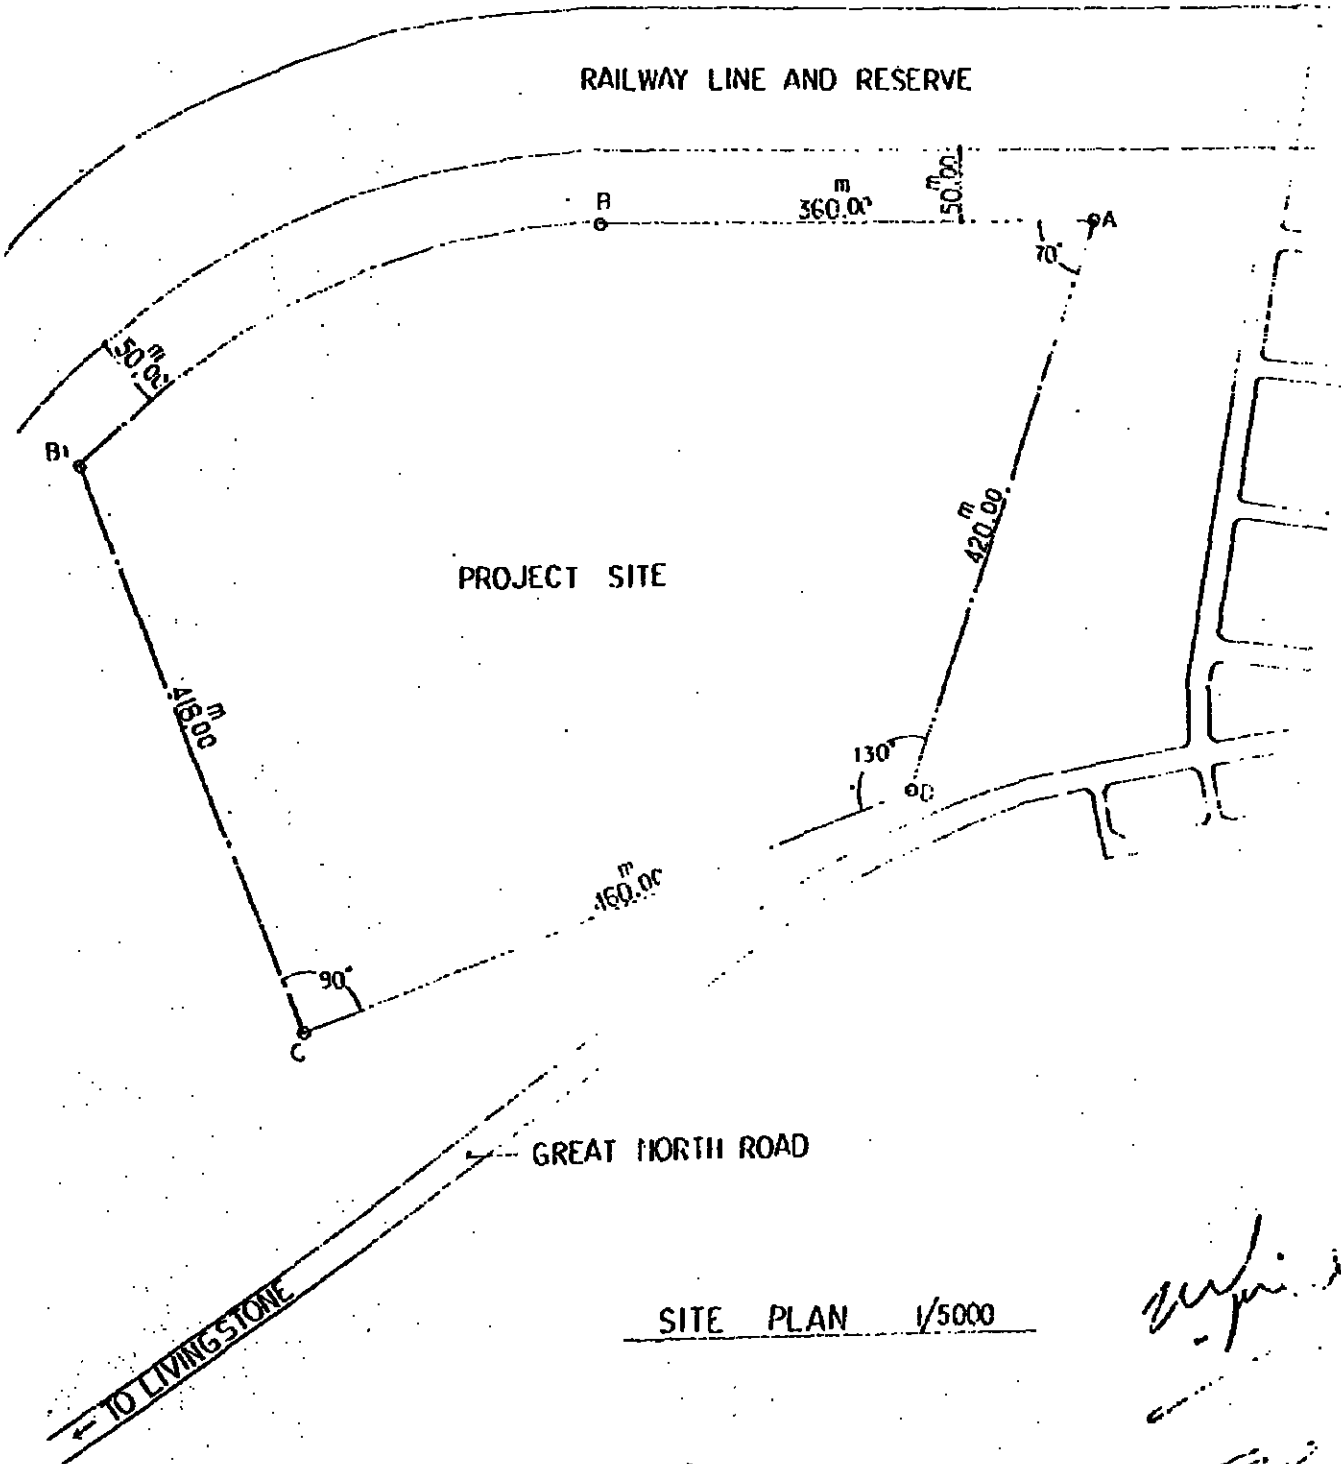 RAILWAY LINE AND RESERVE
m
50.00
m
360.00
B
A
70°
m
50.00
B1
m
420.00
PROJECT SITE
m
418.00
130°
D
m
460.00
90°
C
GREAT NORTH ROAD
← TO LIVINGSTONE
SITE PLAN 1/5000